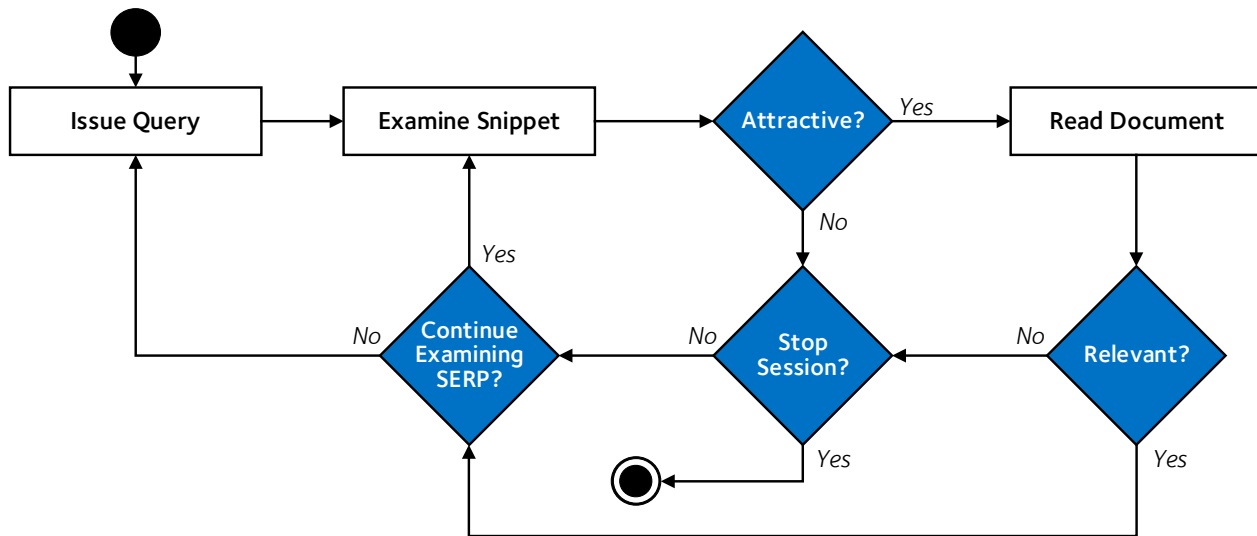 Issue Query
Examine Snippet
Attractive?
Yes
Read Document
No
Yes
No
Continue
Examining
SERP?
No
Stop
Session?
No
Relevant?
Yes
Yes